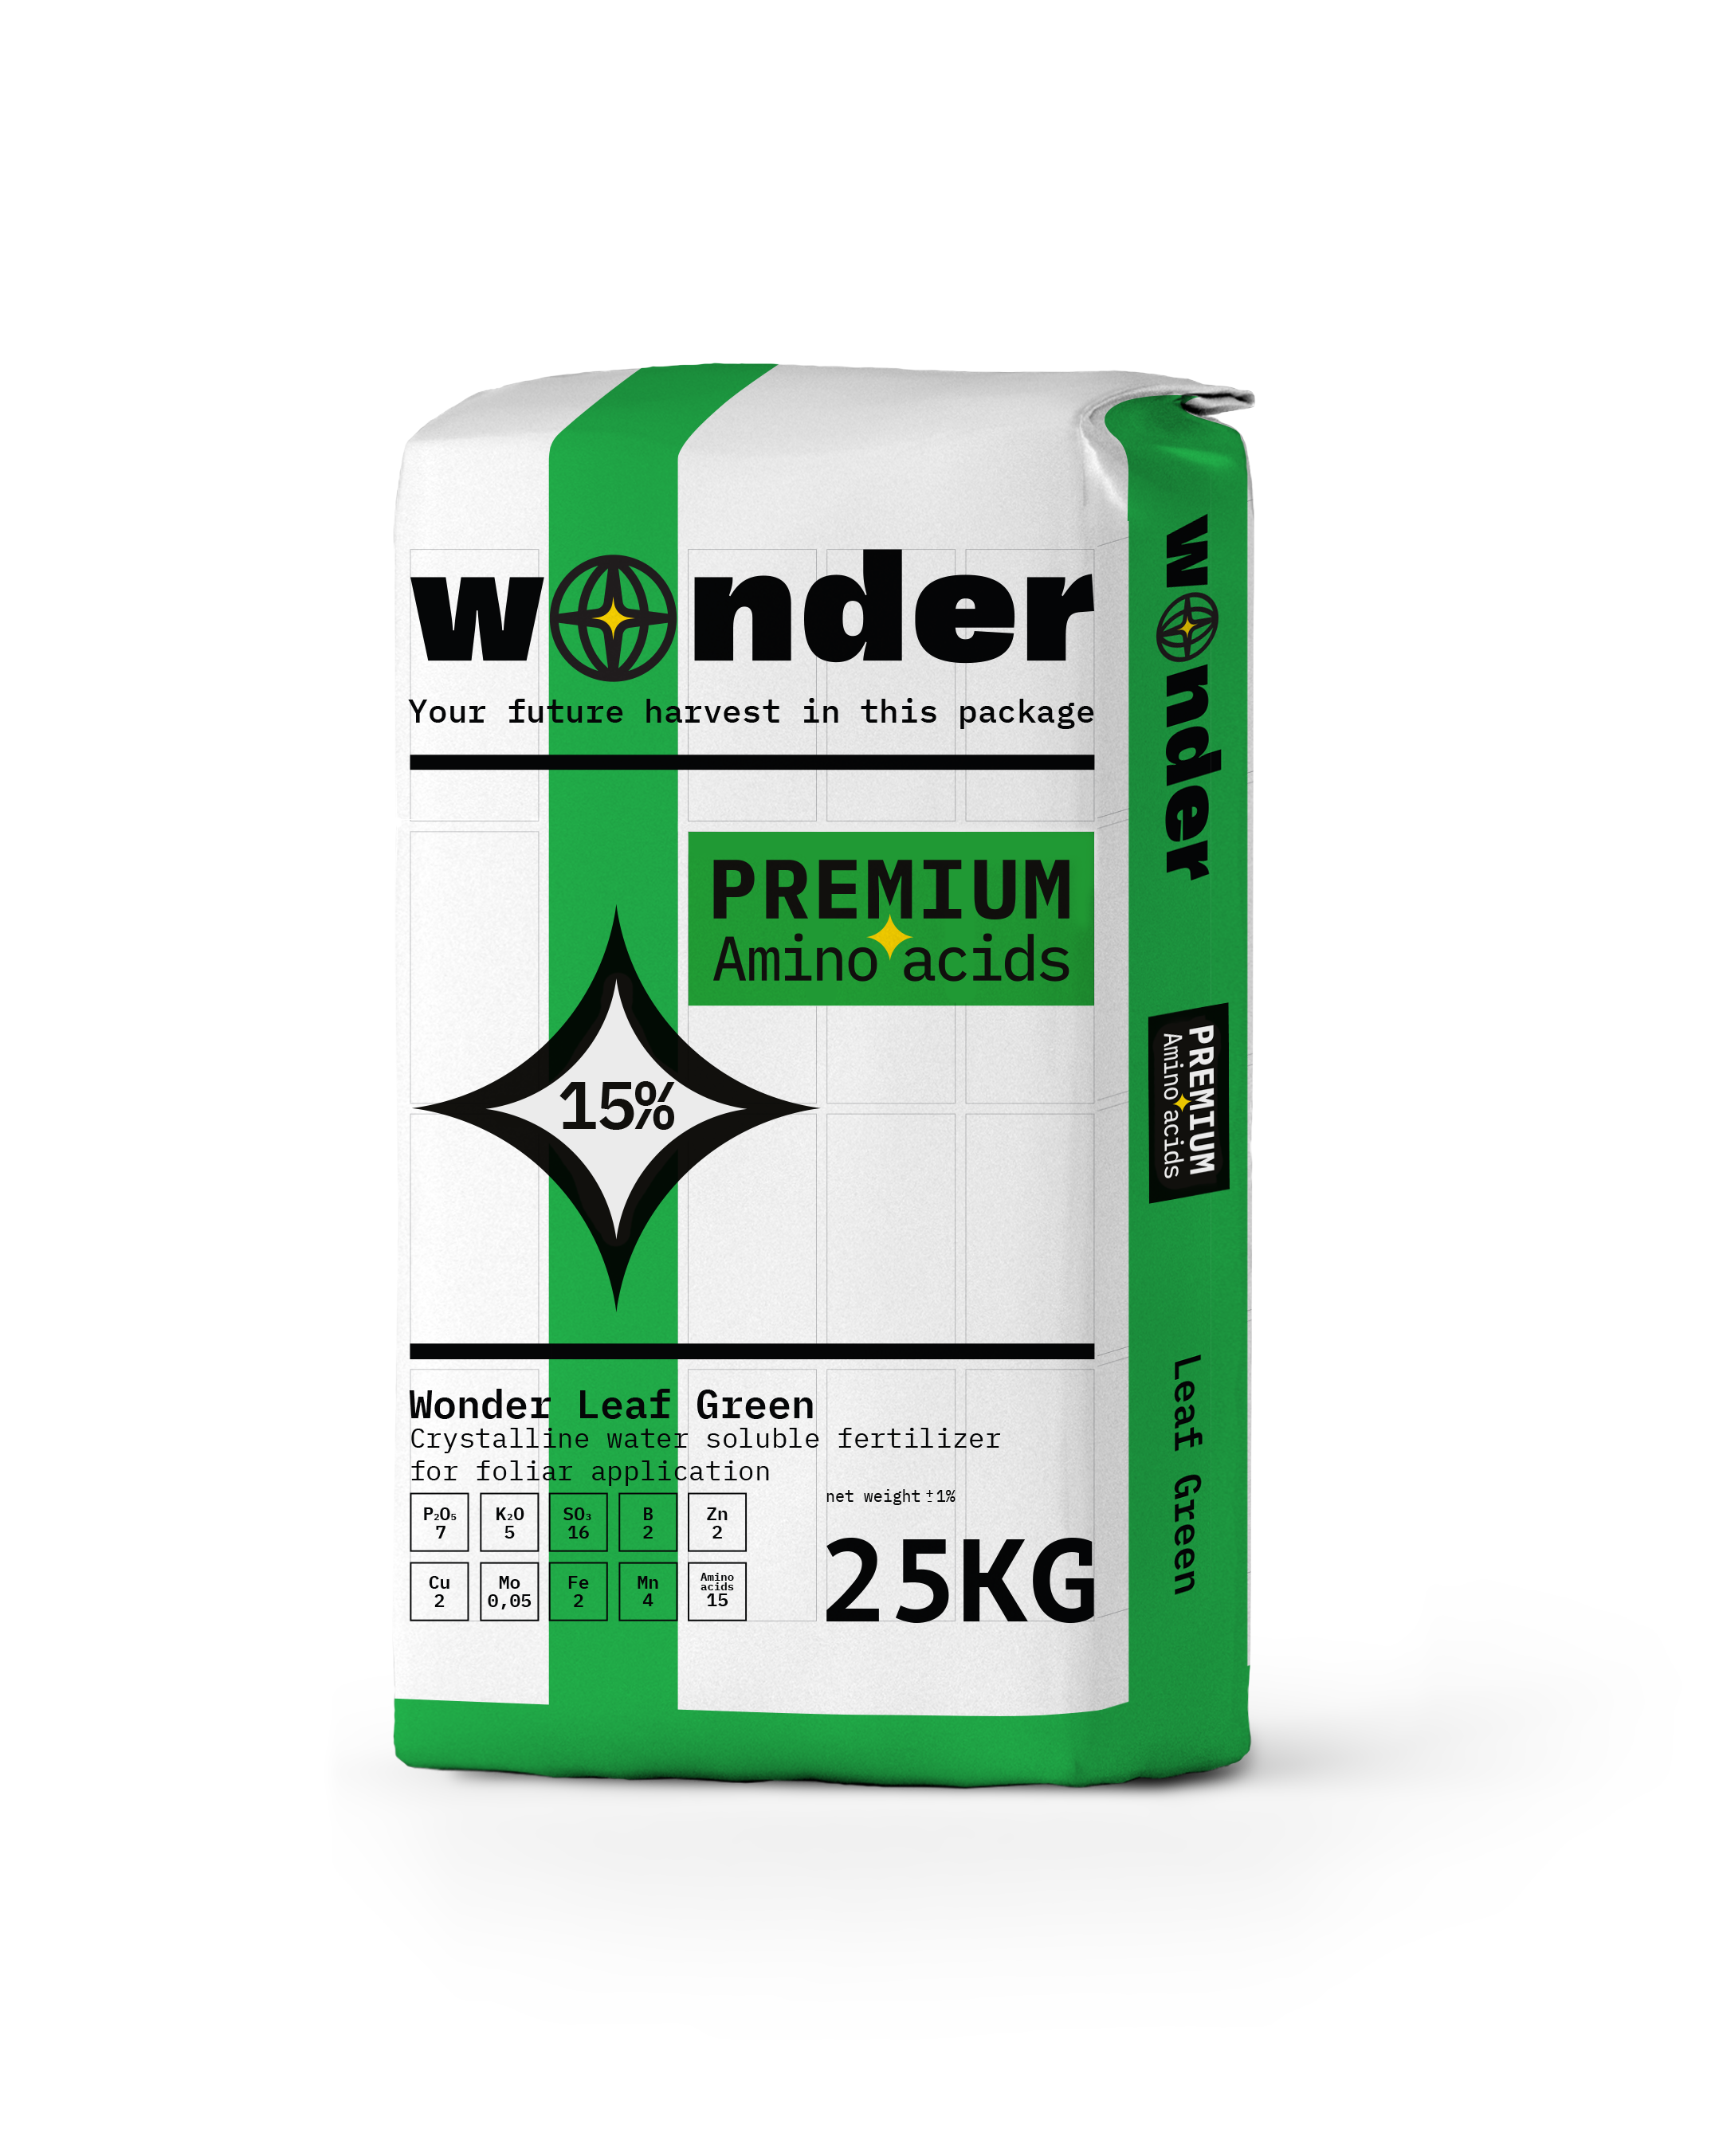 wonder
Your future harvest in this package
PREMIUM
Amino acids
15%
Wonder Leaf Green
Crystalline water soluble fertilizer
for foliar application
P₂O₅ K₂O SO₃ B Zn
7 5 16 2 2
Cu Mo Fe Mn Amino acids
2 0,05 2 4 15
net weight ±1%
25KG
wonder
PREMIUM
Amino acids
Leaf Green